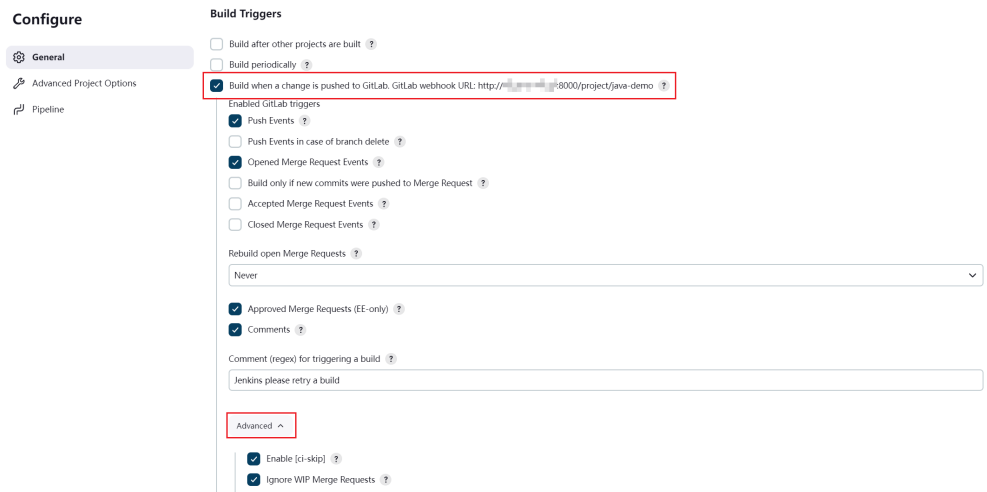 Configure
General
Advanced Project Options
Pipeline
Build Triggers
Build after other projects are built ?
Build periodically ?
Build when a change is pushed to GitLab. GitLab webhook URL: http:// :8000/project/java-demo ?
Enabled GitLab triggers
Push Events ?
Push Events in case of branch delete ?
Opened Merge Request Events ?
Build only if new commits were pushed to Merge Request ?
Accepted Merge Request Events ?
Closed Merge Request Events ?
Rebuild open Merge Requests ?
Never
Approved Merge Requests (EE-only) ?
Comments ?
Comment (regex) for triggering a build ?
Jenkins please retry a build
Advanced
Enable [ci-skip] ?
Ignore WIP Merge Requests ?